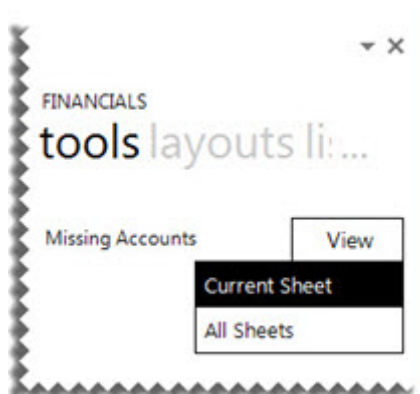 FINANCIALS
tools layouts li...
Missing Accounts View
Current Sheet
All Sheets